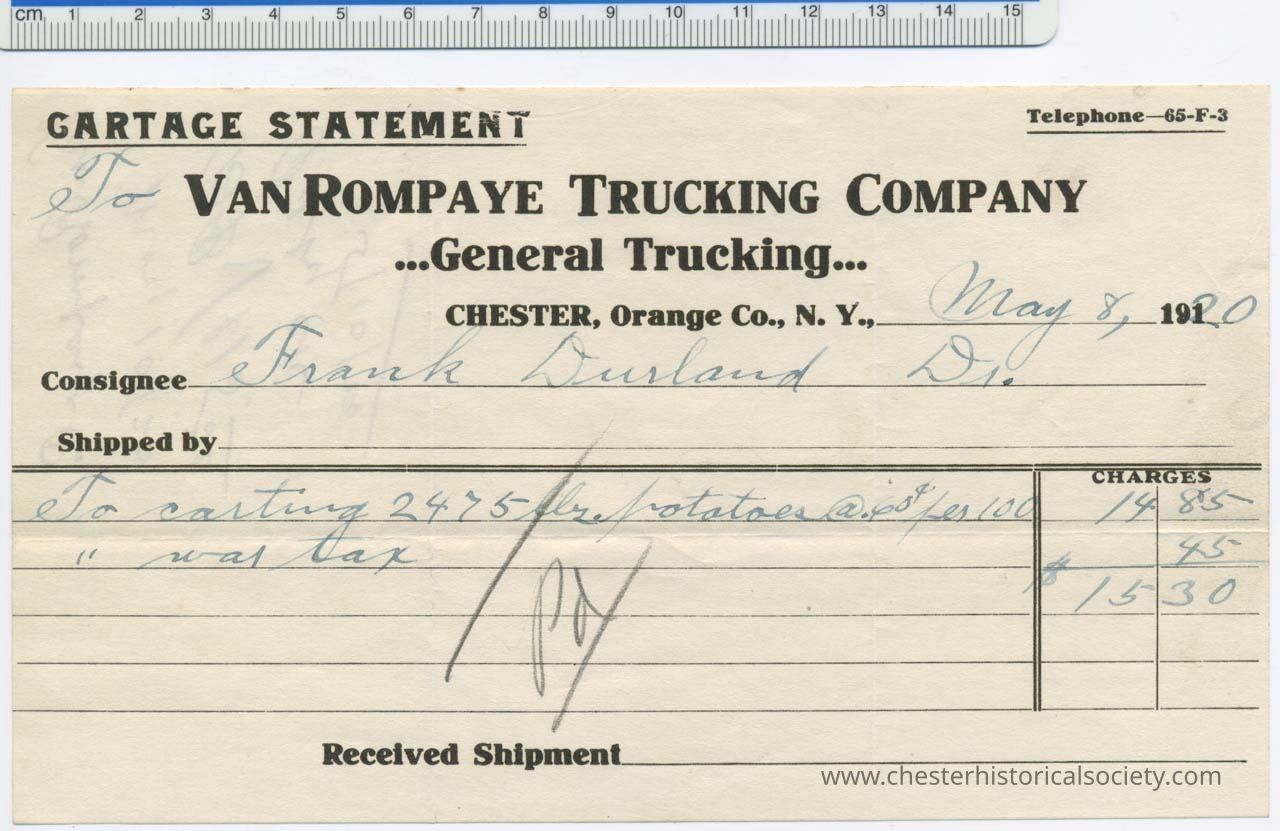 cm 1 2 3 4 5 6 7 8 9 10 11 12 13 14 15
CARTAGE STATEMENT
Telephone—65-F-3
To VAN ROMPAYE TRUCKING COMPANY
...General Trucking...
CHESTER, Orange Co., N. Y., May 8, 1920
Consignee Frank Durland Dr.
Shipped by
CHARGES
To carting 2475 lbs. potatoes @ .60¢ per 100 14 85
" war tax 45
$ 15 30
Pd
Received Shipment
www.chesterhistoricalsociety.com